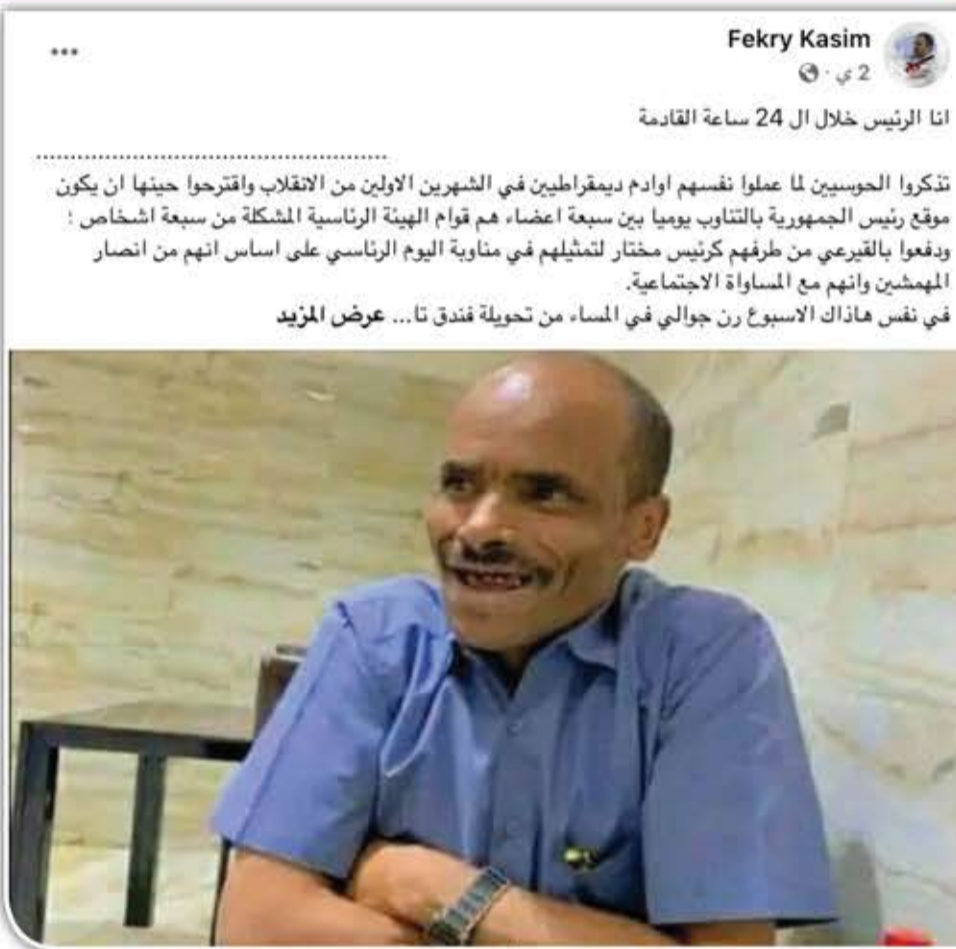 Fekry Kasim
2 ي ·
انا الرئيس خلال ال 24 ساعة القادمة
......................................................
تذكروا الحوسيين لما عملوا نفسهم اوادم ديمقراطيين في الشهرين الاولين من الانقلاب واقترحوا حينها ان يكون
موقع رئيس الجمهورية بالتناوب يوميا بين سبعة اعضاء هم قوام الهيئة الرئاسية المشكلة من سبعة اشخاص ؛
ودفعوا بالقيرعي من طرفهم كرئيس مختار لتمثيلهم في مناوبة اليوم الرئاسي على اساس انهم من انصار
المهمشين وانهم مع المساواة الاجتماعية.
في نفس هاذاك الاسبوع رن جوالي في المساء من تحويلة فندق تا... عرض المزيد